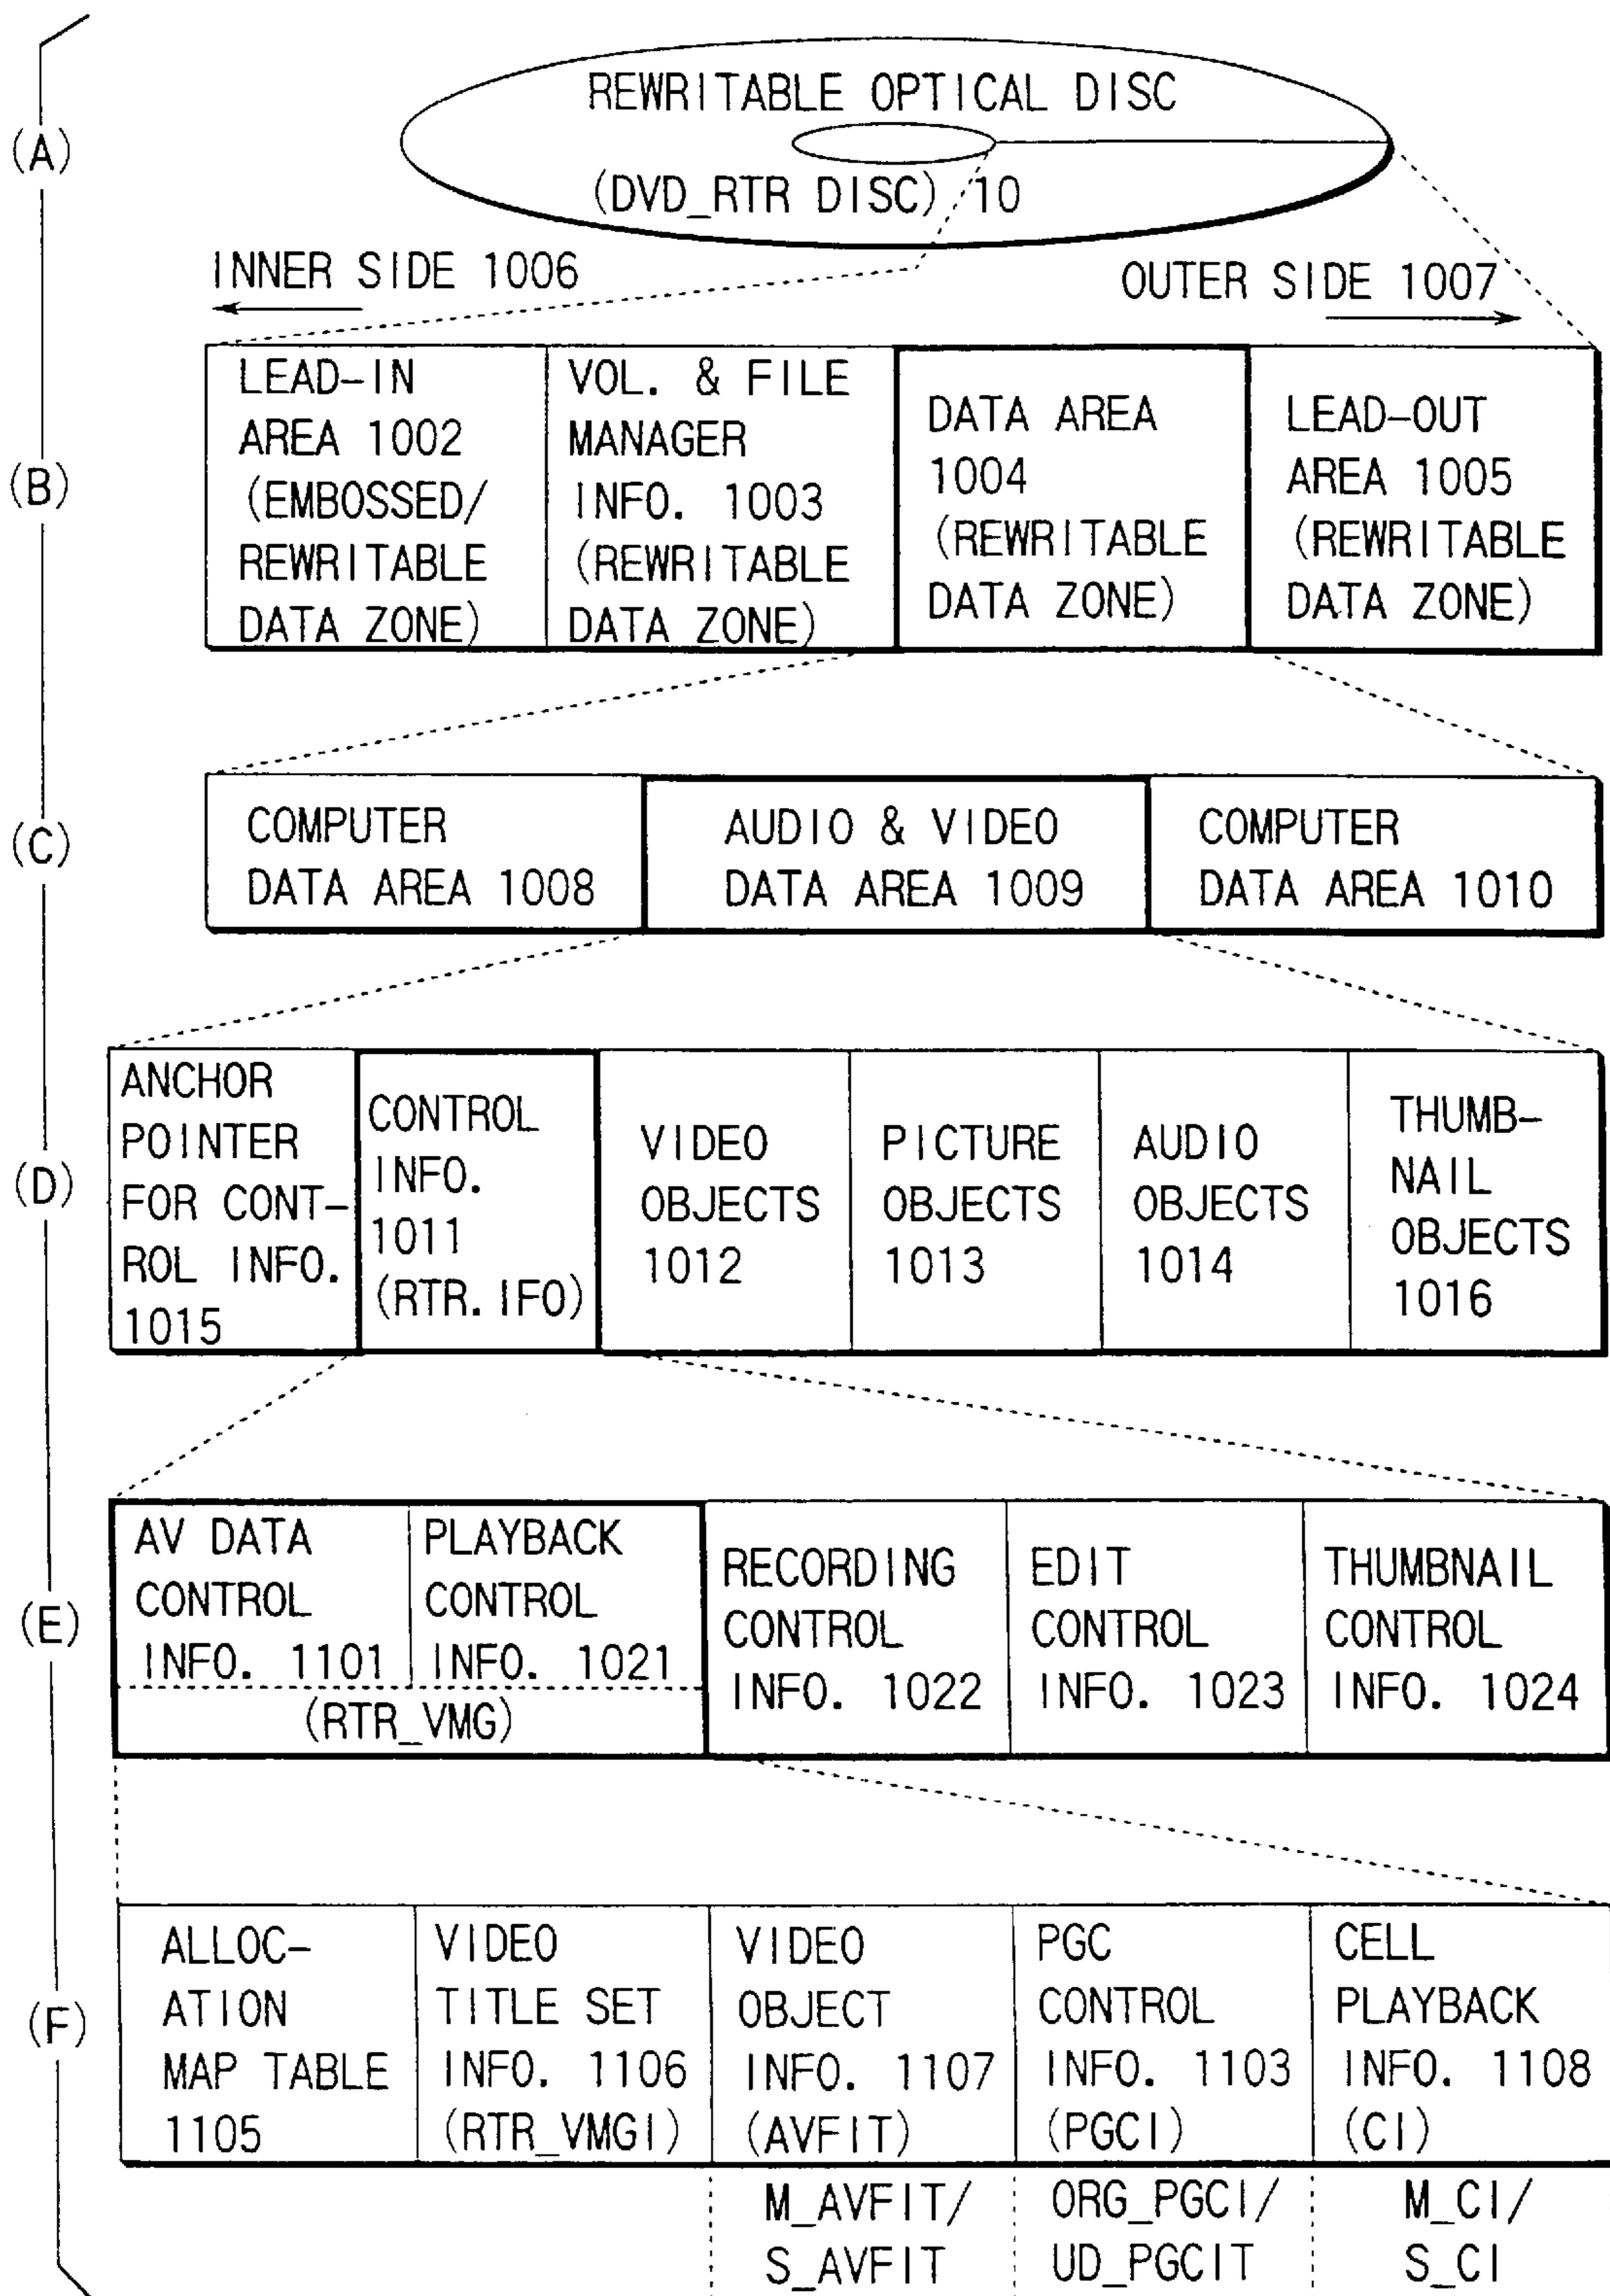 (A)
REWRITABLE OPTICAL DISC
(DVD_RTR DISC) 10
INNER SIDE 1006
OUTER SIDE 1007
(B)
LEAD-IN
AREA 1002
(EMBOSSED/
REWRITABLE
DATA ZONE)
VOL. & FILE
MANAGER
INFO. 1003
(REWRITABLE
DATA ZONE)
DATA AREA
1004
(REWRITABLE
DATA ZONE)
LEAD-OUT
AREA 1005
(REWRITABLE
DATA ZONE)
(C)
COMPUTER
DATA AREA 1008
AUDIO & VIDEO
DATA AREA 1009
COMPUTER
DATA AREA 1010
(D)
ANCHOR
POINTER
FOR CONT-
ROL INFO.
1015
CONTROL
INFO.
1011
(RTR.IFO)
VIDEO
OBJECTS
1012
PICTURE
OBJECTS
1013
AUDIO
OBJECTS
1014
THUMB-
NAIL
OBJECTS
1016
(E)
AV DATA
CONTROL
INFO. 1101
PLAYBACK
CONTROL
INFO. 1021
(RTR_VMG)
RECORDING
CONTROL
INFO. 1022
EDIT
CONTROL
INFO. 1023
THUMBNAIL
CONTROL
INFO. 1024
(F)
ALLOC-
ATION
MAP TABLE
1105
VIDEO
TITLE SET
INFO. 1106
(RTR_VMGI)
VIDEO
OBJECT
INFO. 1107
(AVFIT)
PGC
CONTROL
INFO. 1103
(PGCI)
CELL
PLAYBACK
INFO. 1108
(CI)
M_AVFIT/
S_AVFIT
ORG_PGCI/
UD_PGCIT
M_CI/
S_CI